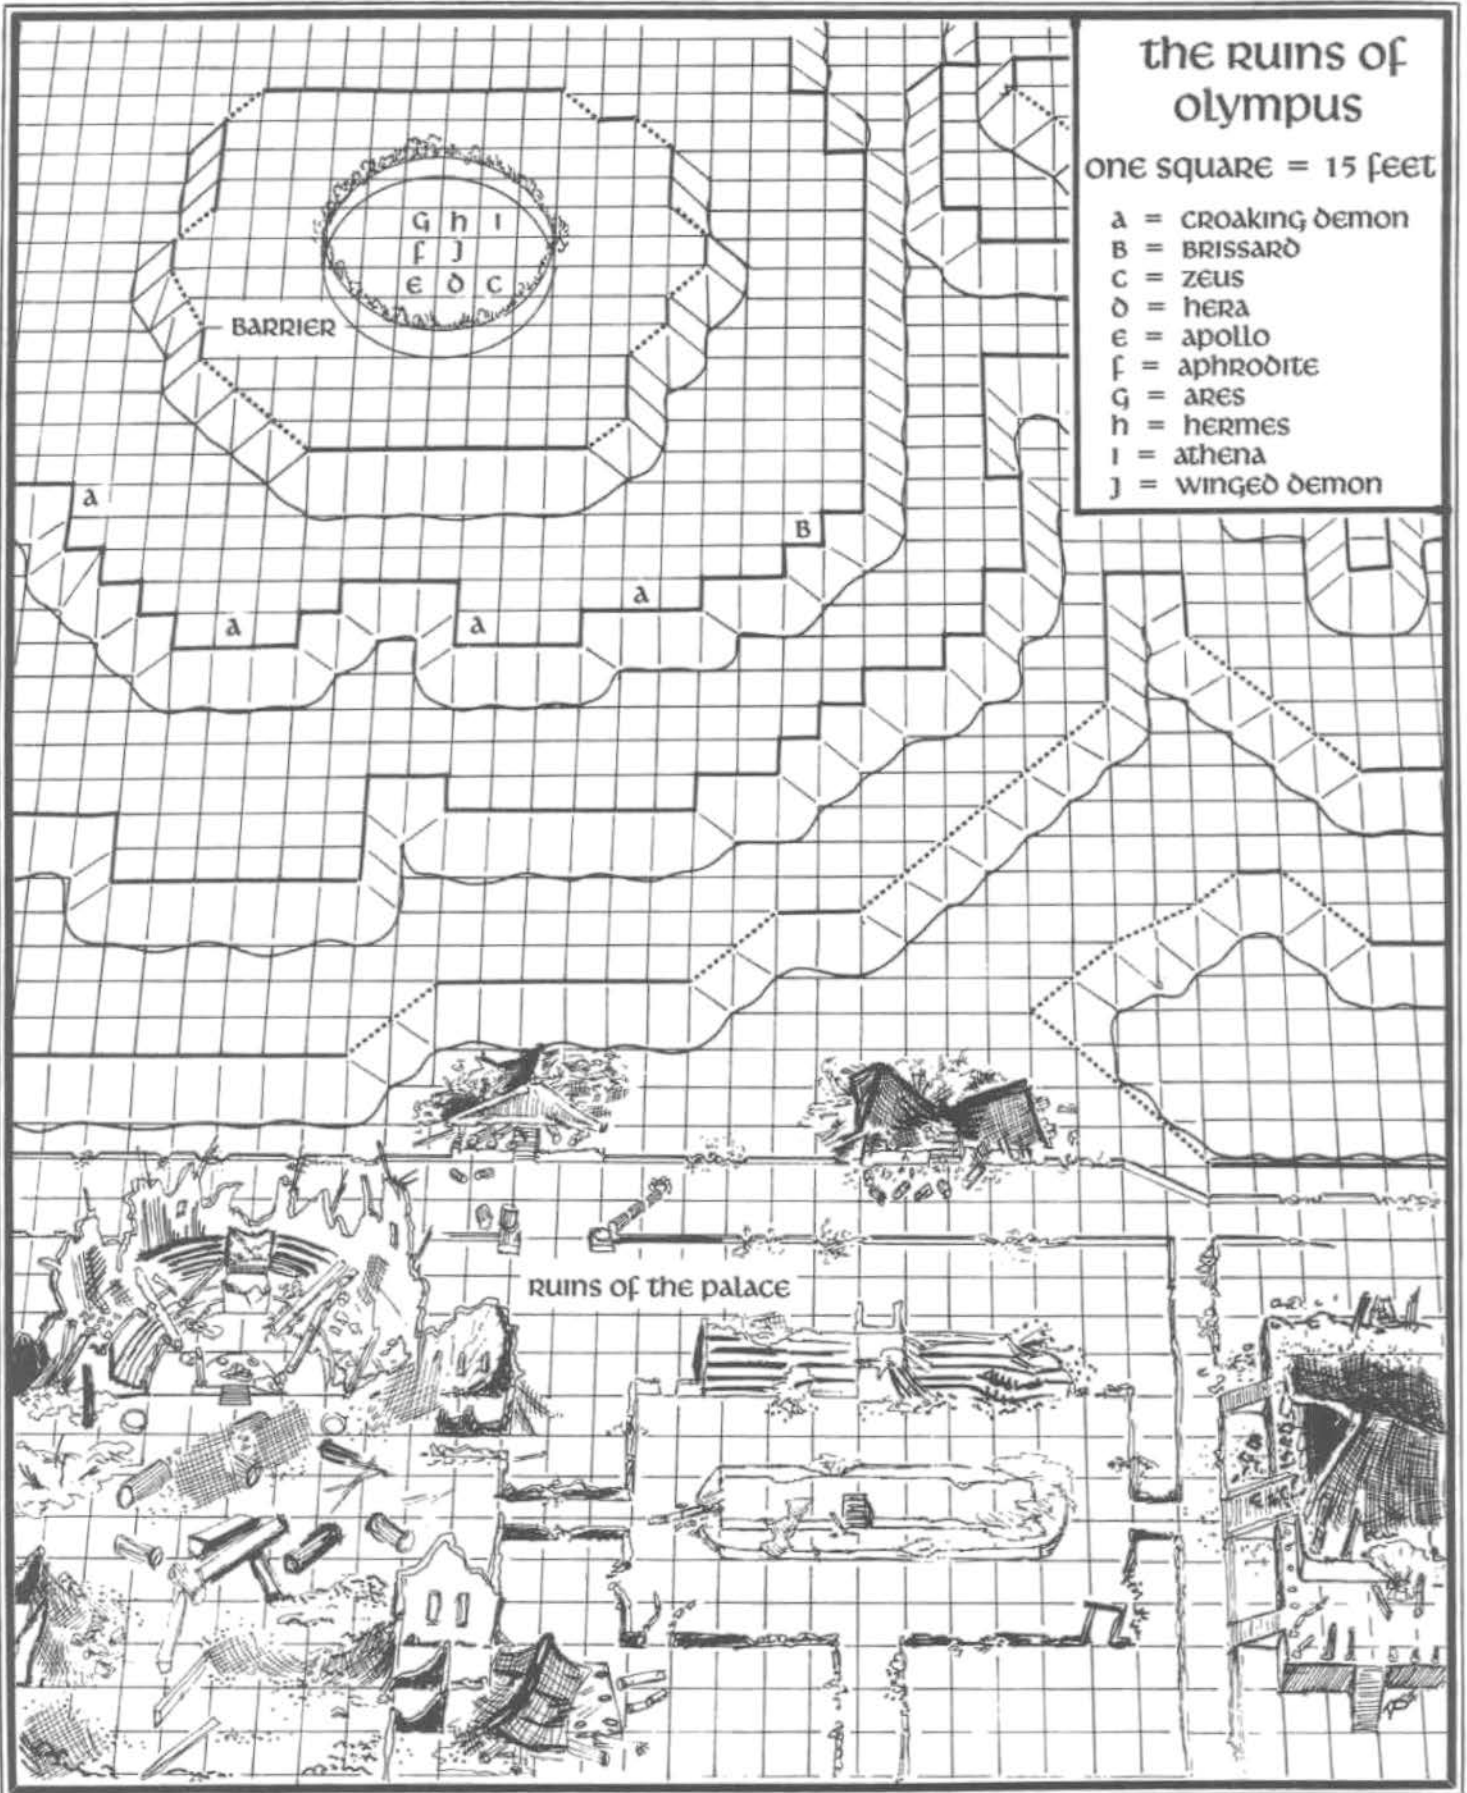 the Ruins of
Olympus
One square = 15 feet
a = Croaking demon
B = Brissard
C = Zeus
d = hera
e = apollo
f = aphrodite
G = ares
h = hermes
I = athena
J = winged demon
G h I
f J
e d C
BARRIER
a
B
a
a
a
Ruins of the palace